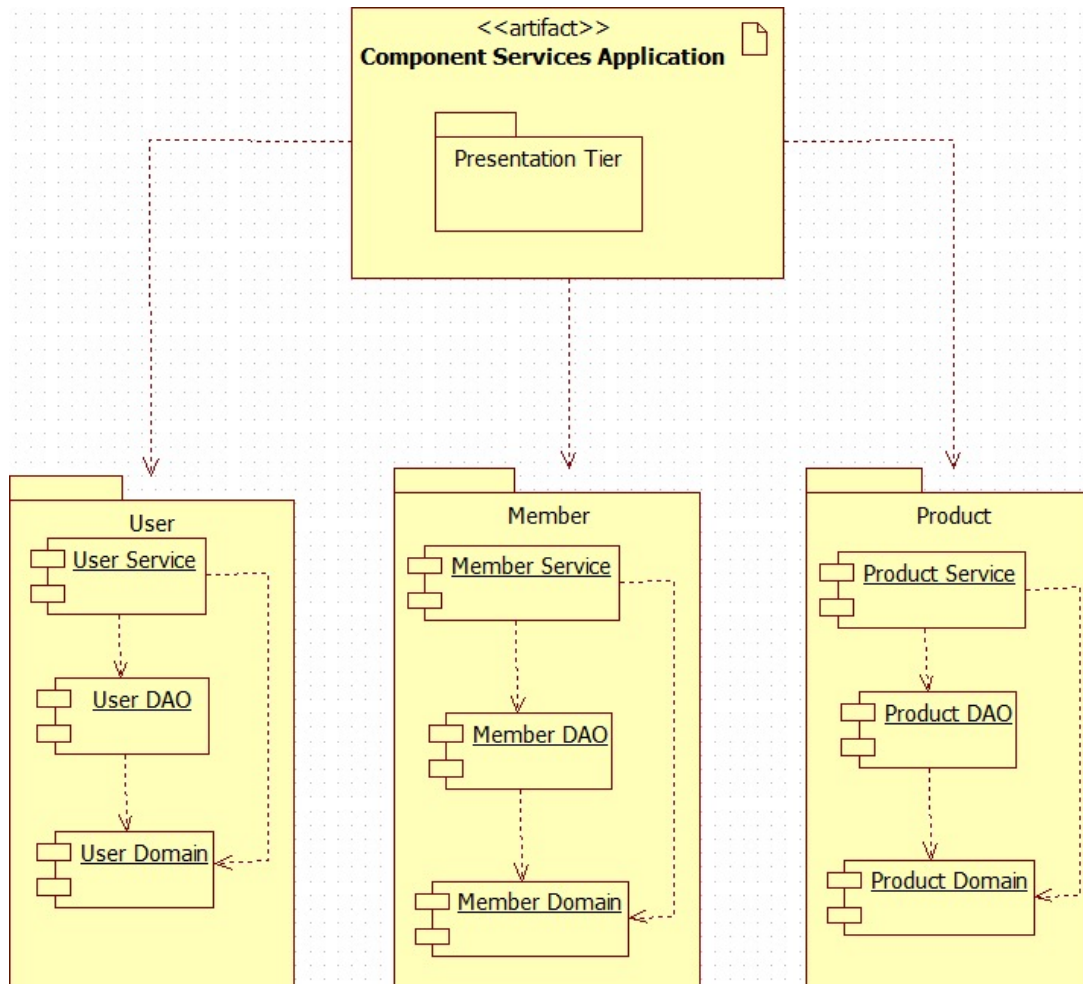 <<artifact>>
Component Services Application
Presentation Tier
User
User Service
User DAO
User Domain
Member
Member Service
Member DAO
Member Domain
Product
Product Service
Product DAO
Product Domain